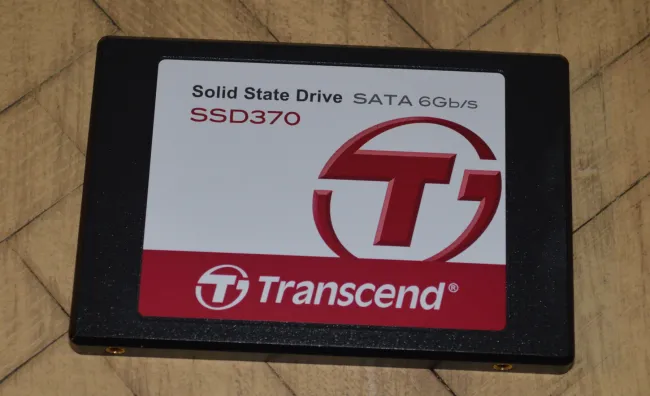 Solid State Drive SATA 6Gb/s
SSD370
Transcend®